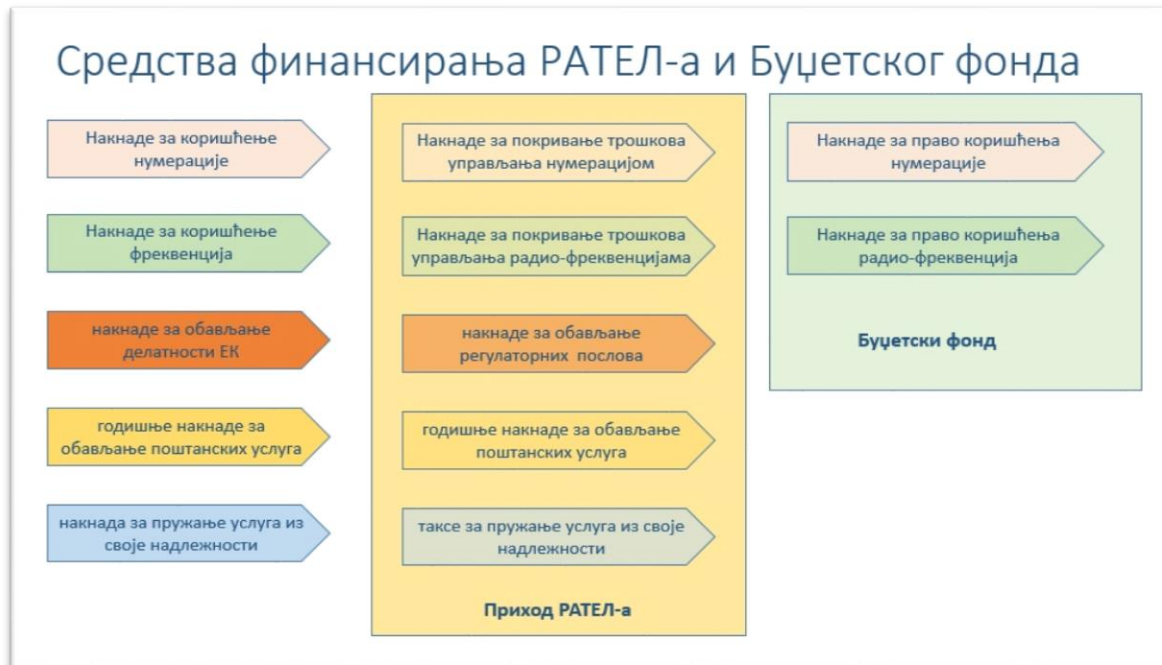 Средства финансирања РАТЕЛ-а и Буџетског фонда
Накнаде за коришћење
нумерације
Накнаде за коришћење
фреквенција
накнаде за обављање
делатности ЕК
годишње накнаде за
обављање поштанских услуга
накнада за пружање услуга из
своје надлежности
Накнаде за покривање трошкова
управљања нумерацијом
Накнаде за покривање трошкова
управљања радио-фреквенцијама
накнаде за обављање
регулаторних послова
годишње накнаде за обављање
поштанских услуга
таксе за пружање услуга из своје
надлежности
Приход РАТЕЛ-а
Накнаде за право коришћења
нумерације
Накнаде за право коришћења
радио-фреквенција
Буџетски фонд